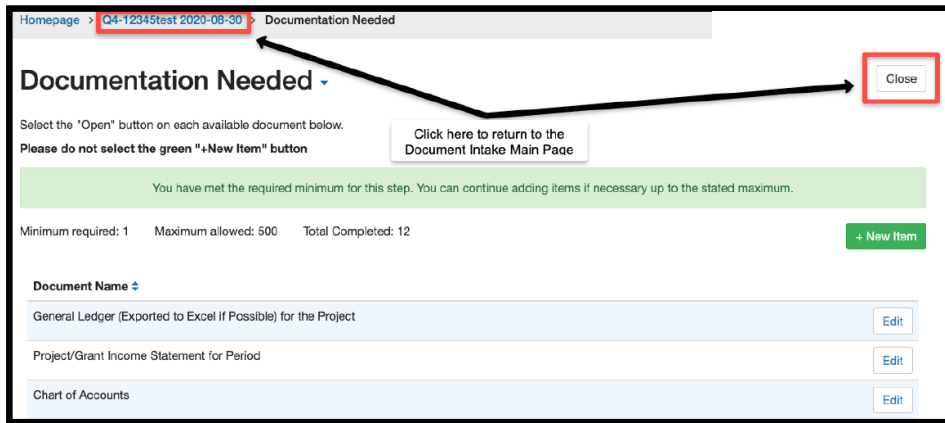 Homepage > Q4-12345test 2020-08-30 > Documentation Needed
Documentation Needed
Close
Select the "Open" button on each available document below.
Please do not select the green "+New Item" button
Click here to return to the
Document Intake Main Page
You have met the required minimum for this step. You can continue adding items if necessary up to the stated maximum.
Minimum required: 1 Maximum allowed: 500 Total Completed: 12
+ New Item
Document Name
General Ledger (Exported to Excel if Possible) for the Project
Edit
Project/Grant Income Statement for Period
Edit
Chart of Accounts
Edit